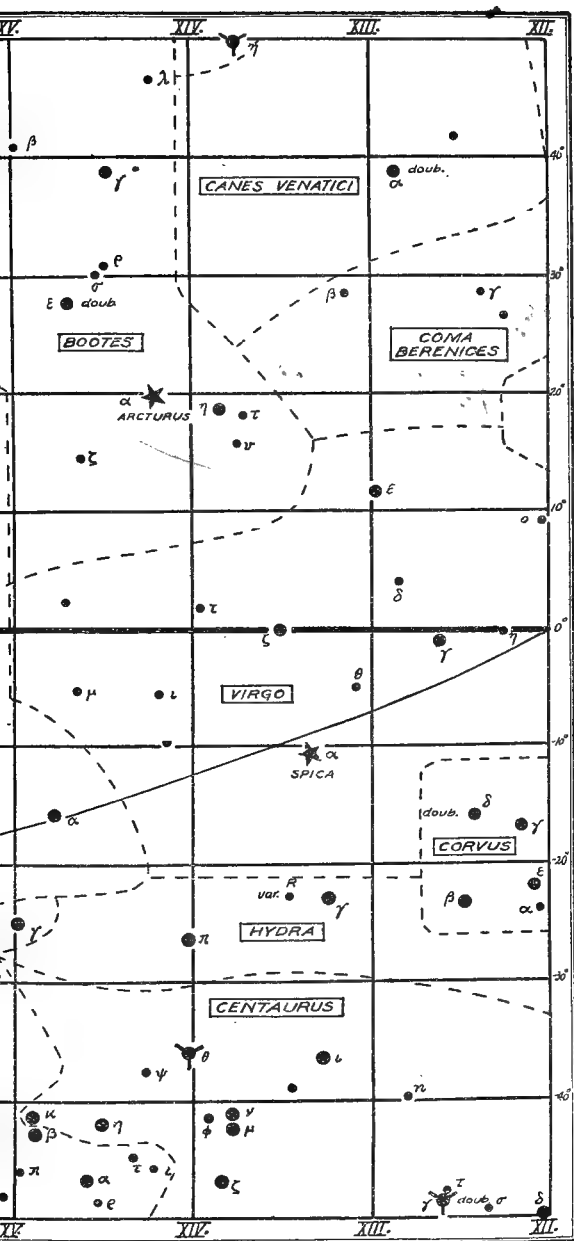 XV. XIV. XIII. XII.
η
λ
β
40°
γ
CANES VENATICI
doub.
α
ρ
σ
30°
ε doub.
β
γ
BOOTES
COMA
BERENICES
20°
α
ARCTURUS
η
τ
ν
ζ
ε
10°
ο
δ
τ
ζ
γ
η
0°
θ
μ
ι
VIRGO
-10°
α
SPICA
α
doub. δ
γ
CORVUS
-20°
ε
R
var.
γ
β
α
γ
π
HYDRA
-30°
CENTAURUS
θ
ι
ψ
n
-40°
κ
β
η
φ
ν
μ
π
τ
ι,
α
ζ
ρ
τ
γ doub. σ
δ
XV. XIV. XIII. XII.